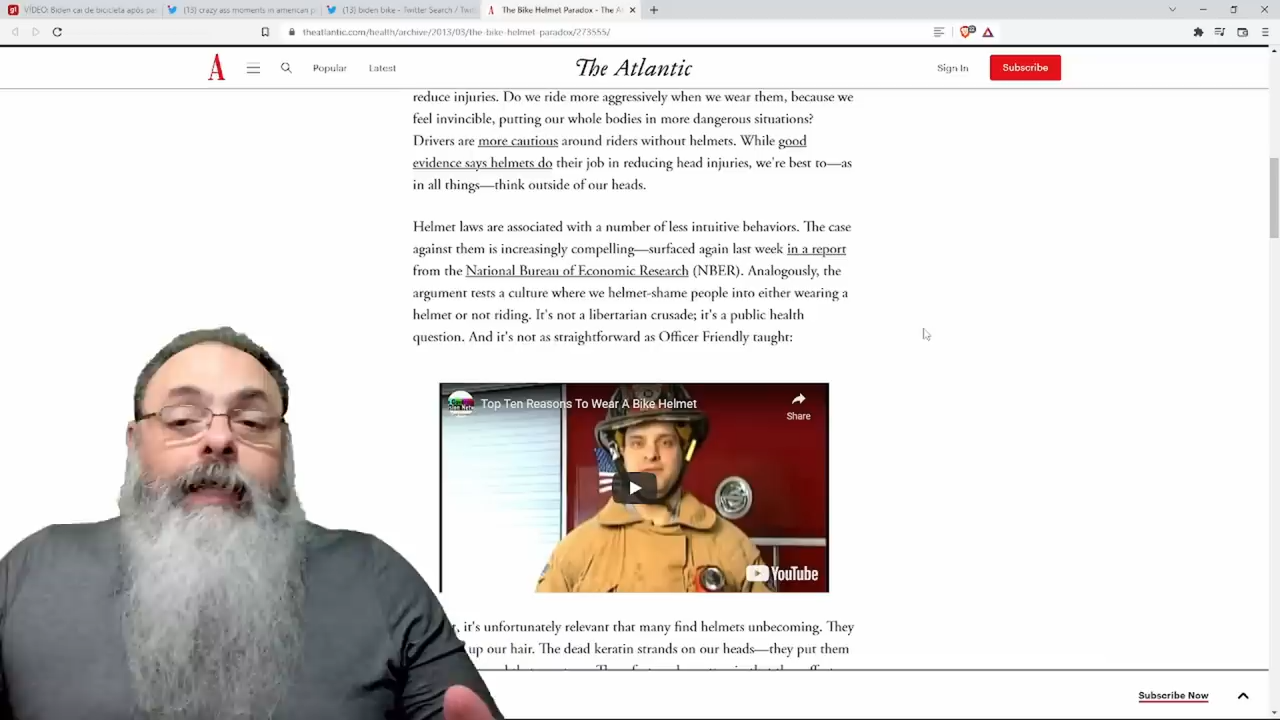 VÍDEO: Biden cai de bicicleta após par
(13) crazy ass moments in american p
(13) biden bike - Twitter Search / Twit
The Bike Helmet Paradox - The A
theatlantic.com/health/archive/2013/03/the-bike-helmet-paradox/273555/
A
Popular
Latest
The Atlantic
Sign In
Subscribe
reduce injuries. Do we ride more aggressively when we wear them, because we
feel invincible, putting our whole bodies in more dangerous situations?
Drivers are more cautious around riders without helmets. While good
evidence says helmets do their job in reducing head injuries, we're best to—as
in all things—think outside of our heads.
Helmet laws are associated with a number of less intuitive behaviors. The case
against them is increasingly compelling—surfaced again last week in a report
from the National Bureau of Economic Research (NBER). Analogously, the
argument tests a culture where we helmet-shame people into either wearing a
helmet or not riding. It's not a libertarian crusade; it's a public health
question. And it's not as straightforward as Officer Friendly taught:
Top Ten Reasons To Wear A Bike Helmet
Share
YouTube
it's unfortunately relevant that many find helmets unbecoming. They
up our hair. The dead keratin strands on our heads—they put them
Subscribe Now